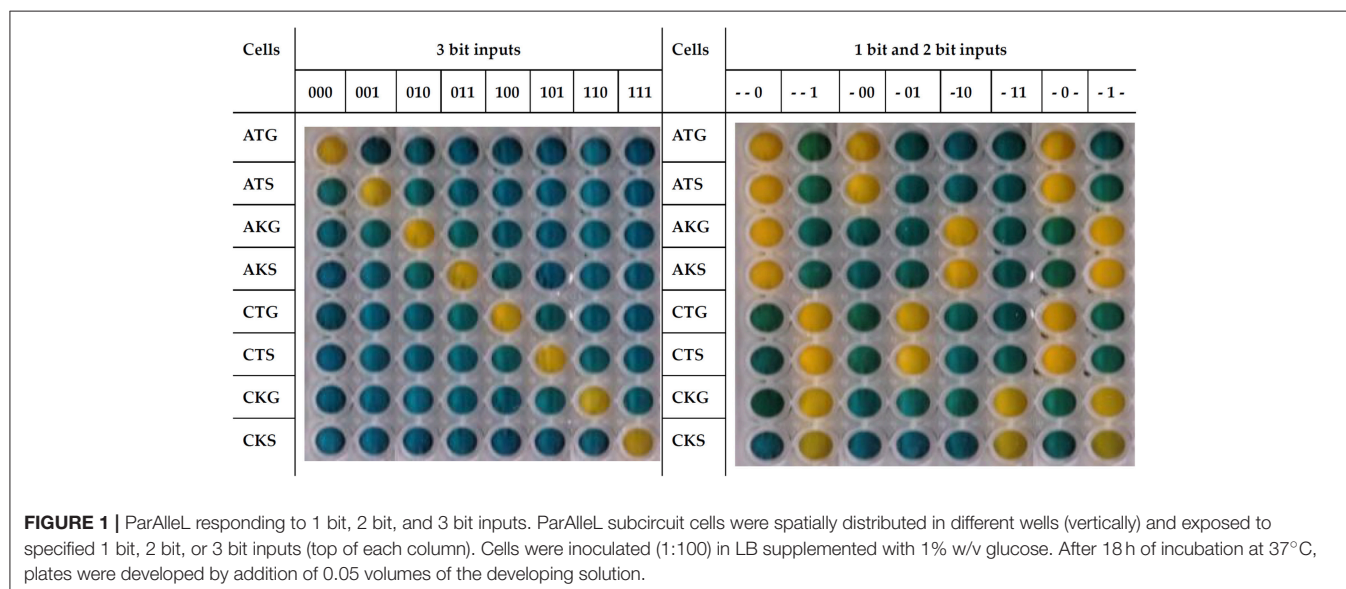 Cells 3 bit inputs Cells 1 bit and 2 bit inputs
000 001 010 011 100 101 110 111 - - 0 - - 1 - 00 - 01 -10 - 11 - 0 - - 1 -
ATG ATG
ATS ATS
AKG AKG
AKS AKS
CTG CTG
CTS CTS
CKG CKG
CKS CKS
FIGURE 1 | ParAlleL responding to 1 bit, 2 bit, and 3 bit inputs. ParAlleL subcircuit cells were spatially distributed in different wells (vertically) and exposed to
specified 1 bit, 2 bit, or 3 bit inputs (top of each column). Cells were inoculated (1:100) in LB supplemented with 1% w/v glucose. After 18 h of incubation at 37°C,
plates were developed by addition of 0.05 volumes of the developing solution.